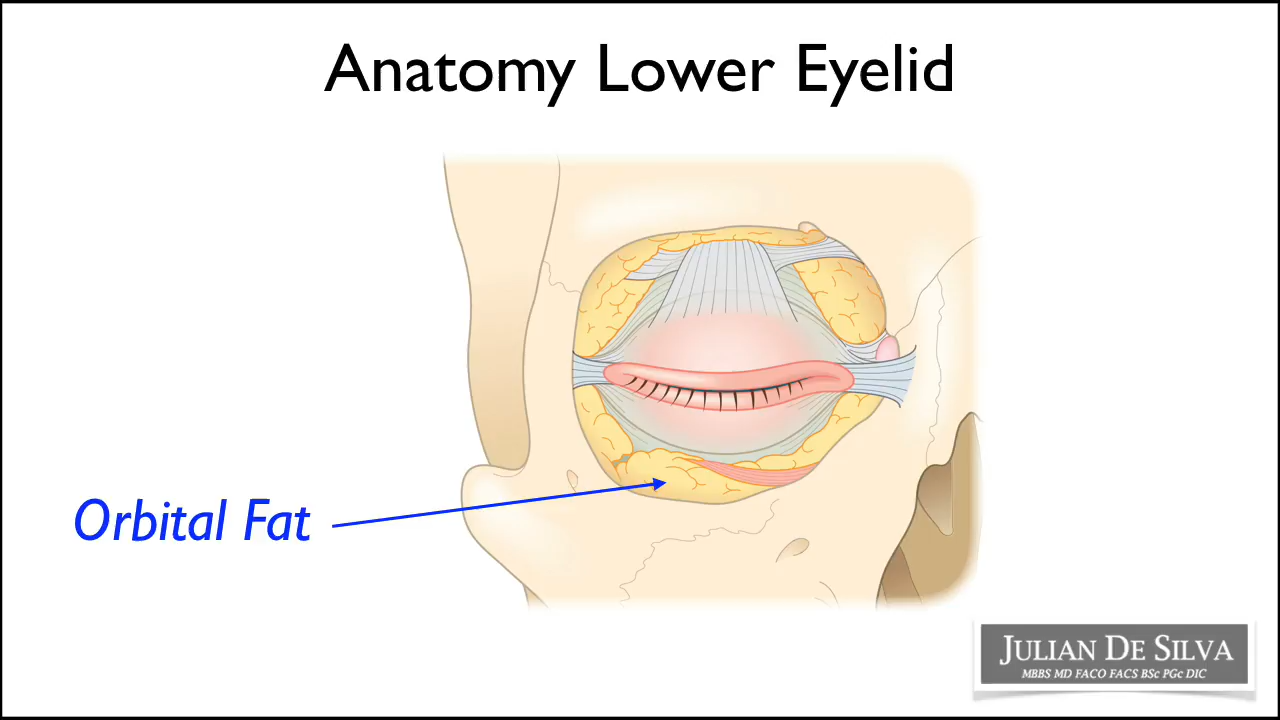 Anatomy Lower Eyelid
Orbital Fat
JULIAN DE SILVA
MBBS MD FACO FACS BSc PGc DIC